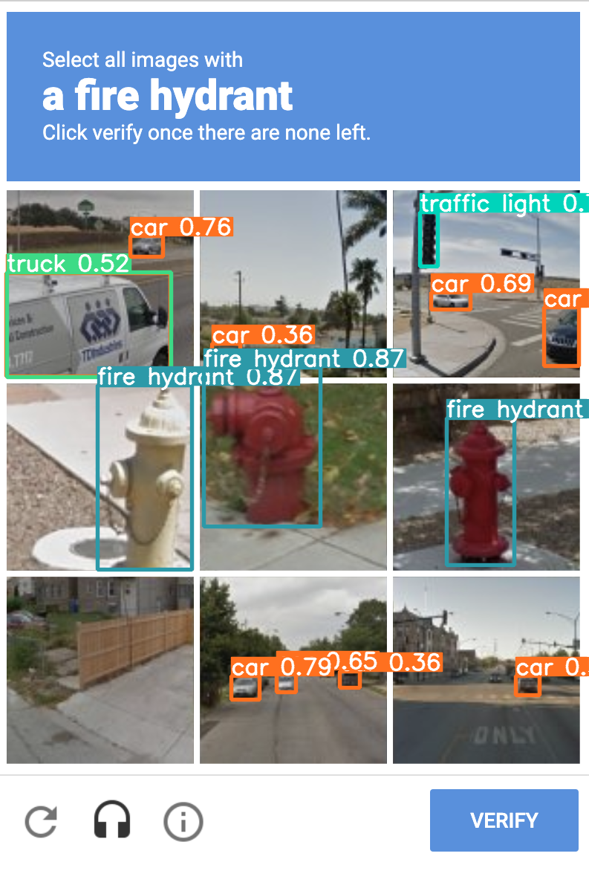 Select all images with
a fire hydrant
Click verify once there are none left.
car 0.76
truck 0.52
TDIndustries
car 0.36
traffic light 0.
car 0.69
car
fire hydrant 0.87
fire hydrant 0.87
fire hydrant
car 0.79
0.65 0.36
car 0.
ONLY
VERIFY